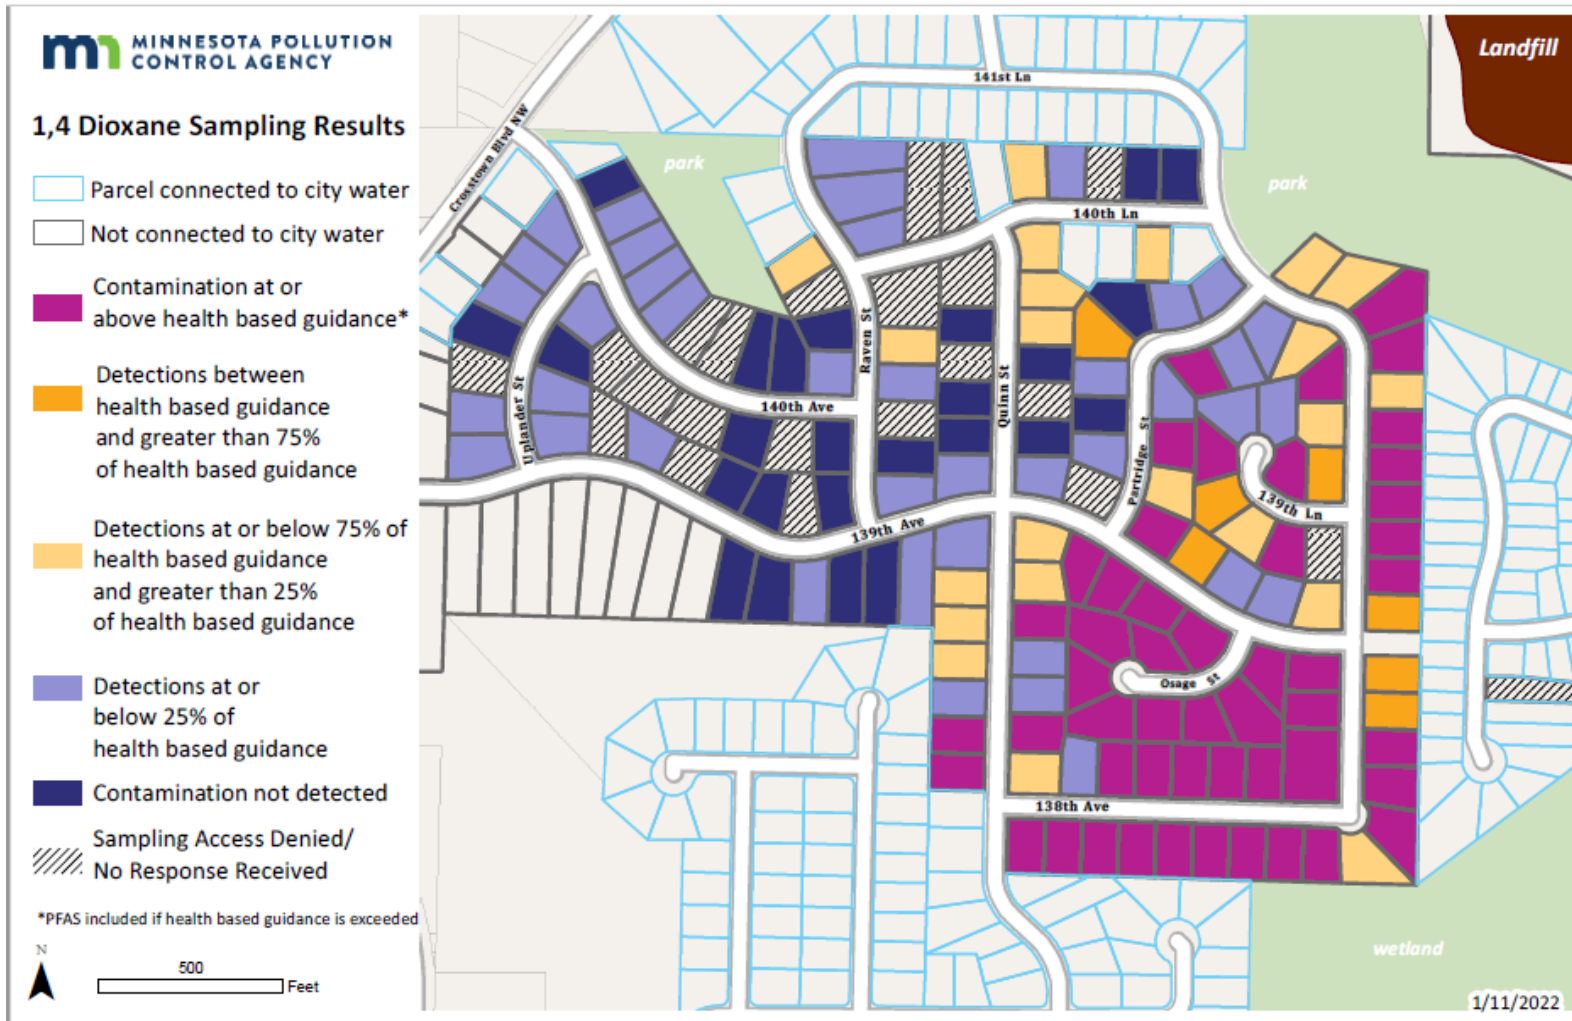 MINNESOTA POLLUTION
CONTROL AGENCY
1,4 Dioxane Sampling Results
Parcel connected to city water
Not connected to city water
Contamination at or
above health based guidance*
Detections between
health based guidance
and greater than 75%
of health based guidance
Detections at or below 75% of
health based guidance
and greater than 25%
of health based guidance
Detections at or
below 25% of
health based guidance
Contamination not detected
Sampling Access Denied/
No Response Received
*PFAS included if health based guidance is exceeded
N
500
Feet
Landfill
141st Ln
Crosstown Blvd NW
park
park
140th Ln
Raven St
Quinn St
140th Ave
Uplander St
Partridge St
139th Ln
139th Ave
Osage St
138th Ave
wetland
1/11/2022